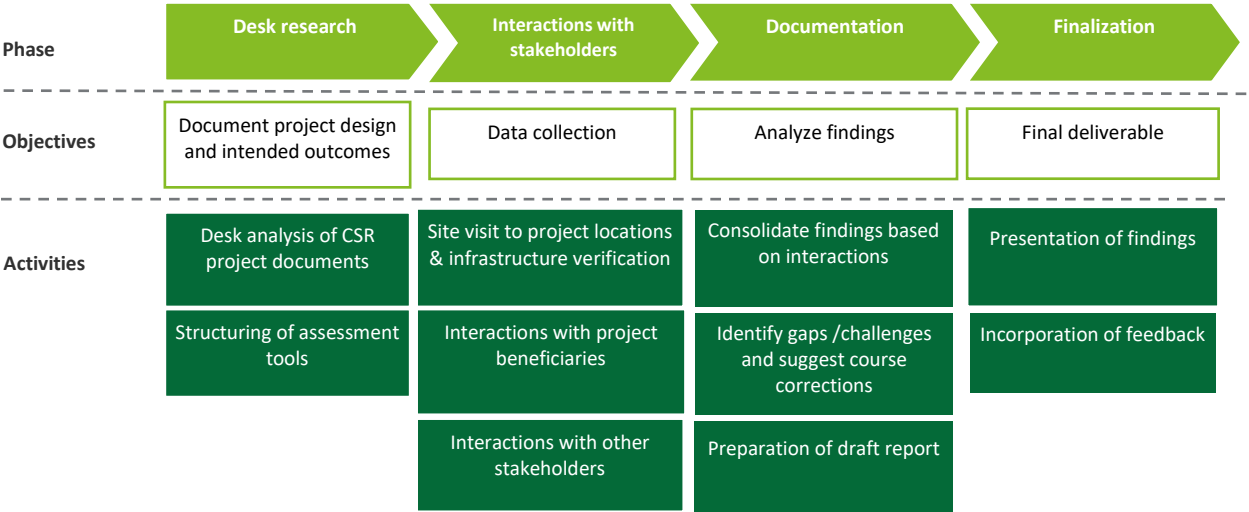 Phase
Desk research
Interactions with
stakeholders
Documentation
Finalization
Objectives
Document project design
and intended outcomes
Data collection
Analyze findings
Final deliverable
Activities
Desk analysis of CSR
project documents
Site visit to project locations
& infrastructure verification
Consolidate findings based
on interactions
Presentation of findings
Structuring of assessment
tools
Interactions with project
beneficiaries
Identify gaps /challenges
and suggest course
corrections
Incorporation of feedback
Interactions with other
stakeholders
Preparation of draft report